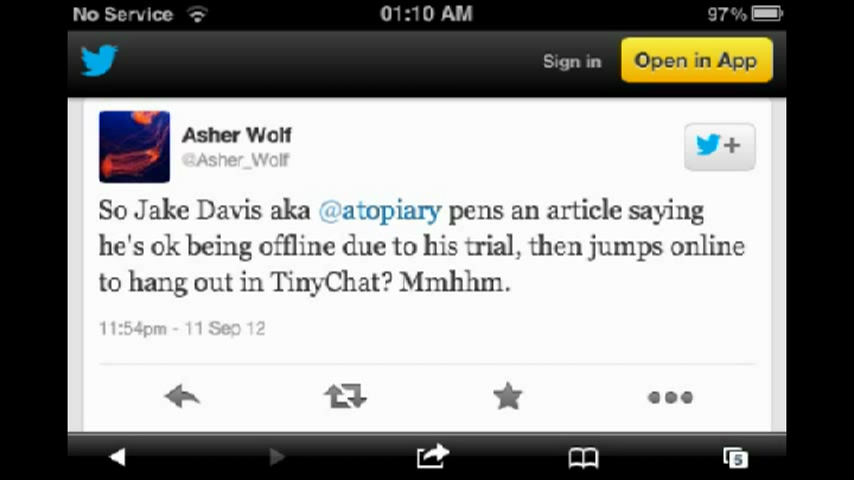 No Service 01:10 AM 97%
Sign in Open in App
Asher Wolf
@Asher_Wolf
So Jake Davis aka @atopiary pens an article saying
he's ok being offline due to his trial, then jumps online
to hang out in TinyChat? Mmhhm.
11:54pm - 11 Sep 12
5